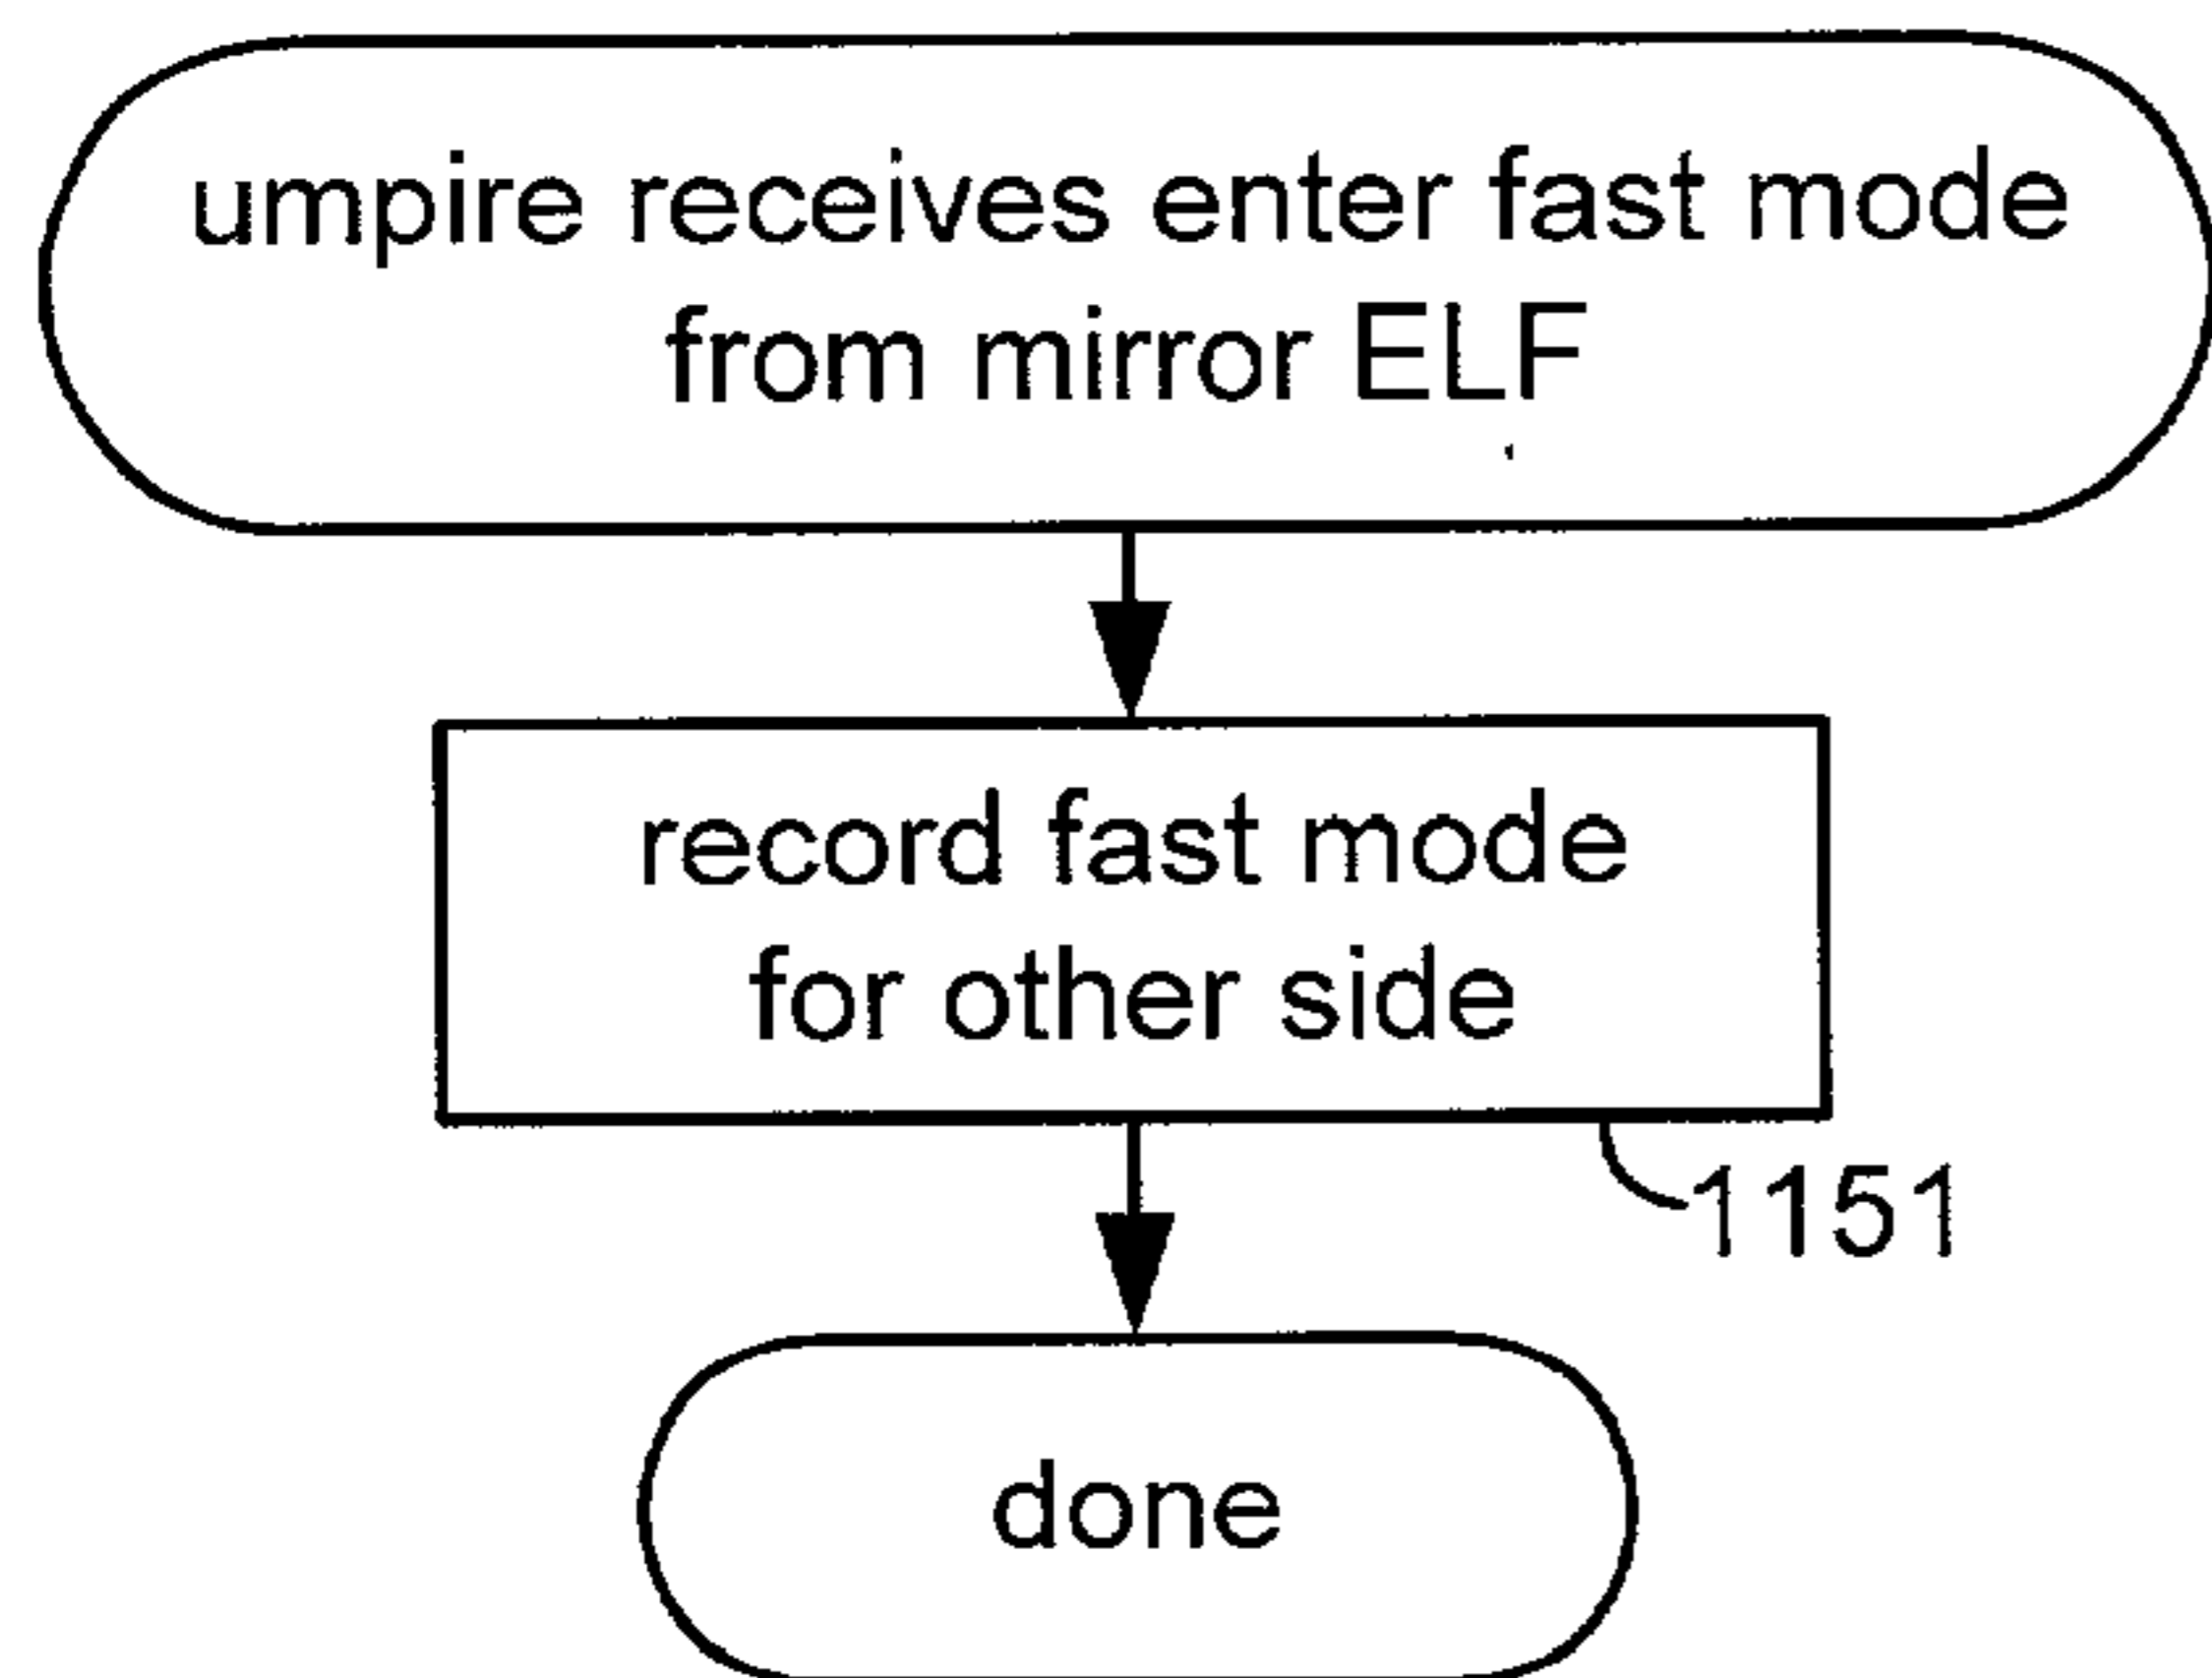 umpire receives enter fast mode
from mirror ELF
record fast mode
for other side
1151
done